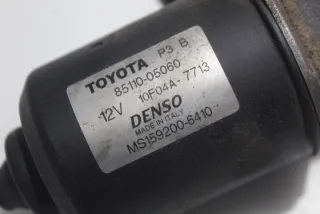 TOYOTA P3 B
85110-05060
12V 10F04A-7713
DENSO
MADE IN ITALY
MS159200-6410